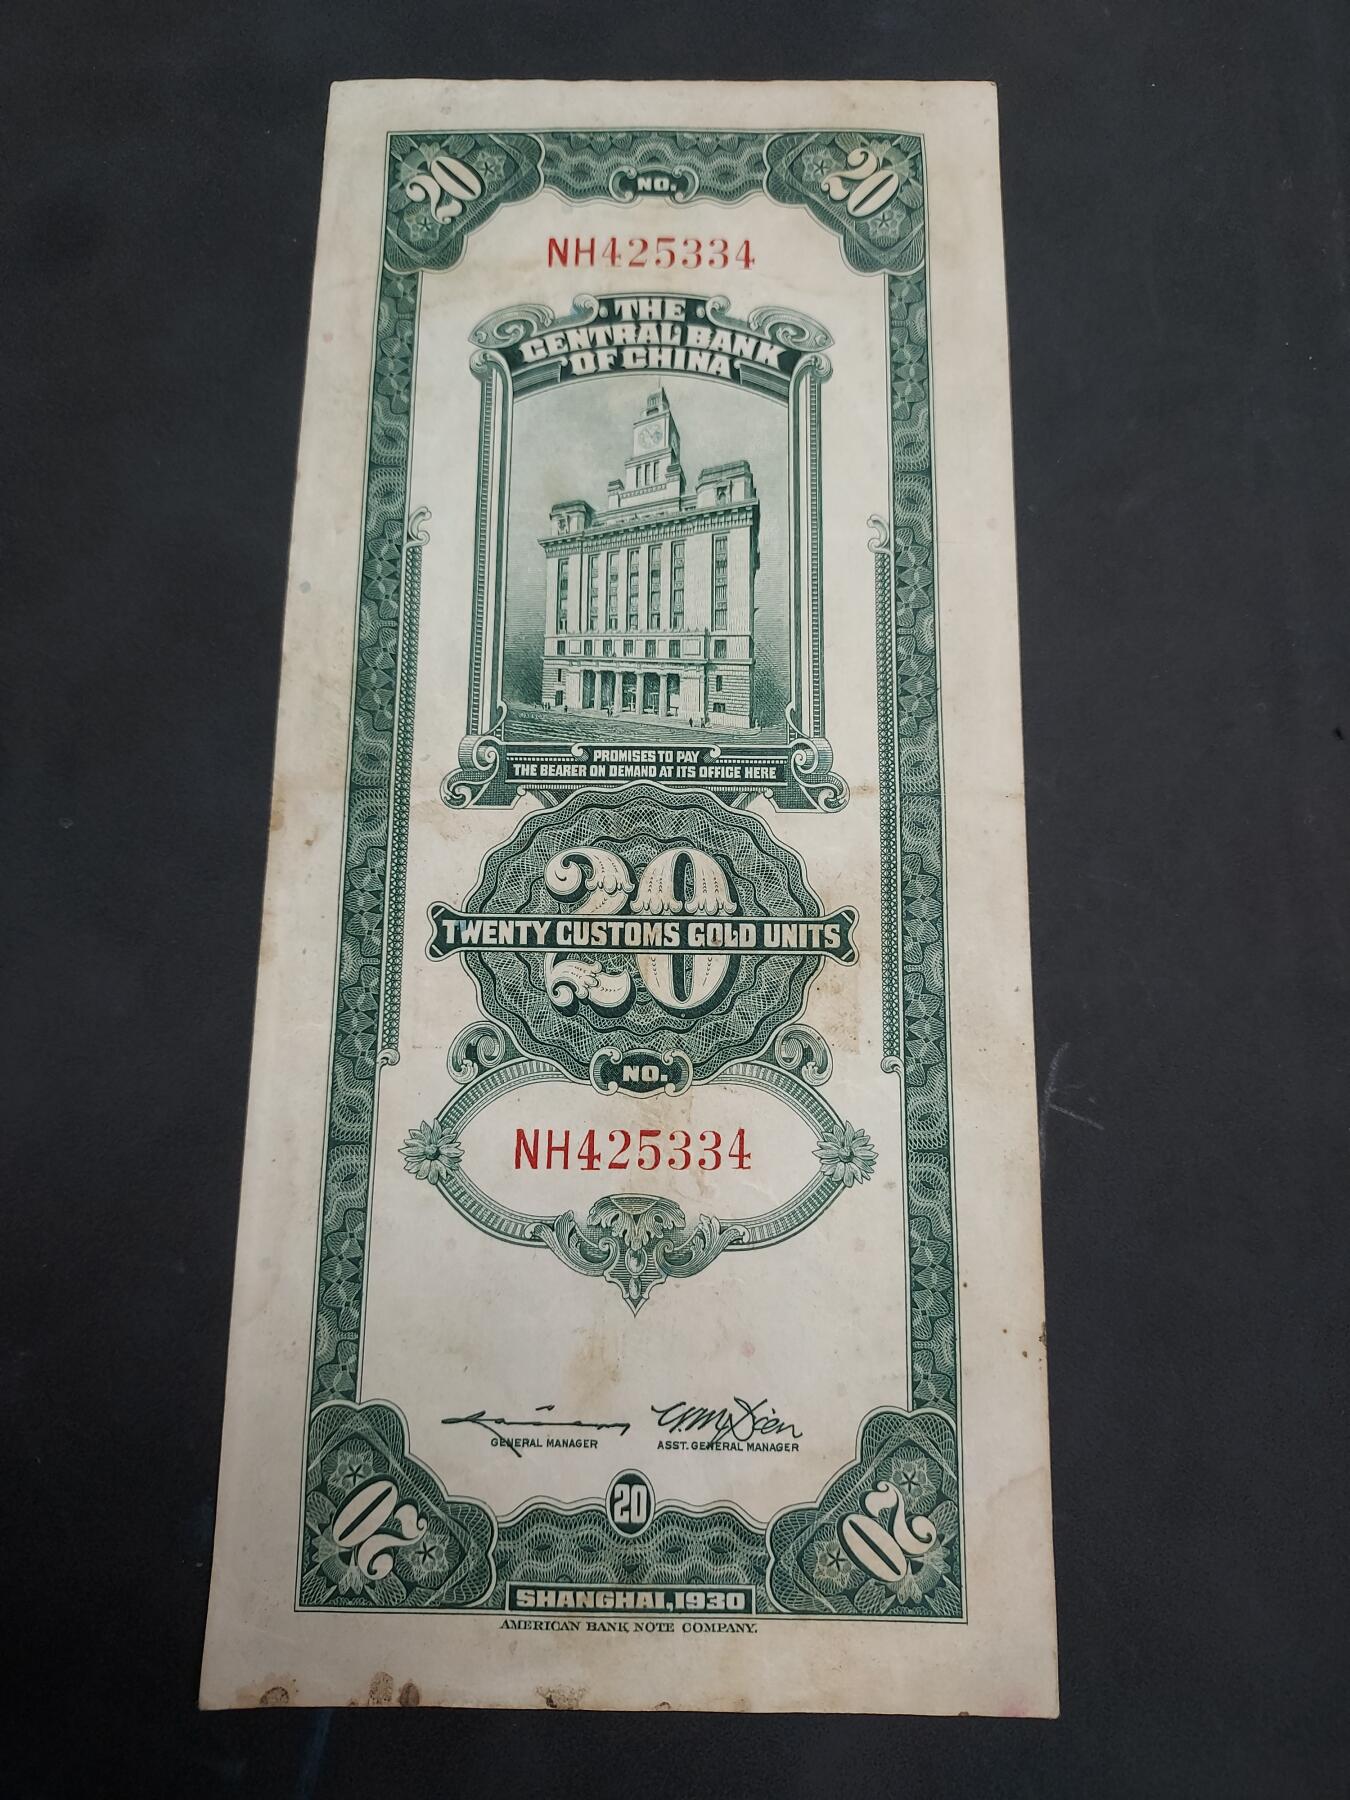 20 20
NO.
NH425334
THE
CENTRAL BANK
OF CHINA
PROMISES TO PAY
THE BEARER ON DEMAND AT ITS OFFICE HERE
20
TWENTY CUSTOMS GOLD UNITS
NO.
NH425334
GENERAL MANAGER ASST. GENERAL MANAGER
20 20 20
SHANGHAI, 1930
AMERICAN BANK NOTE COMPANY.